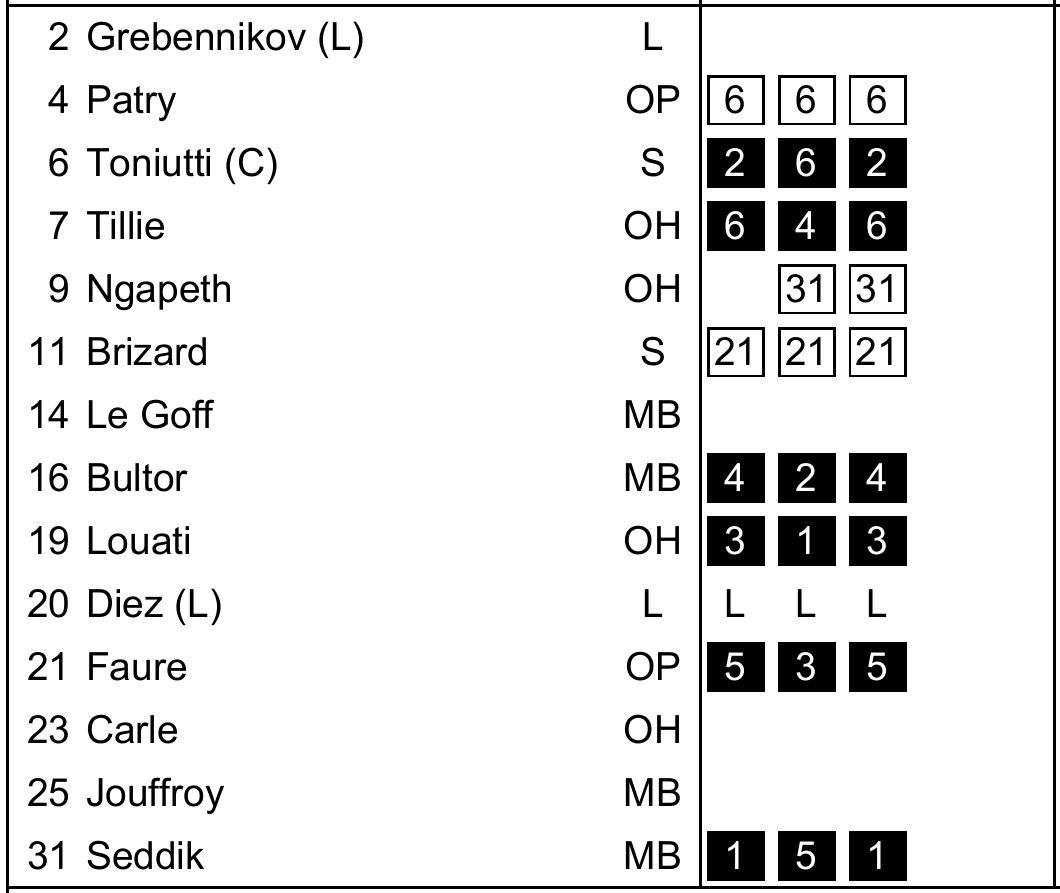 2 Grebennikov (L) L
4 Patry OP 6 6 6
6 Toniutti (C) S 2 6 2
7 Tillie OH 6 4 6
9 Ngapeth OH 31 31
11 Brizard S 21 21 21
14 Le Goff MB
16 Bultor MB 4 2 4
19 Louati OH 3 1 3
20 Diez (L) L L L L
21 Faure OP 5 3 5
23 Carle OH
25 Jouffroy MB
31 Seddik MB 1 5 1